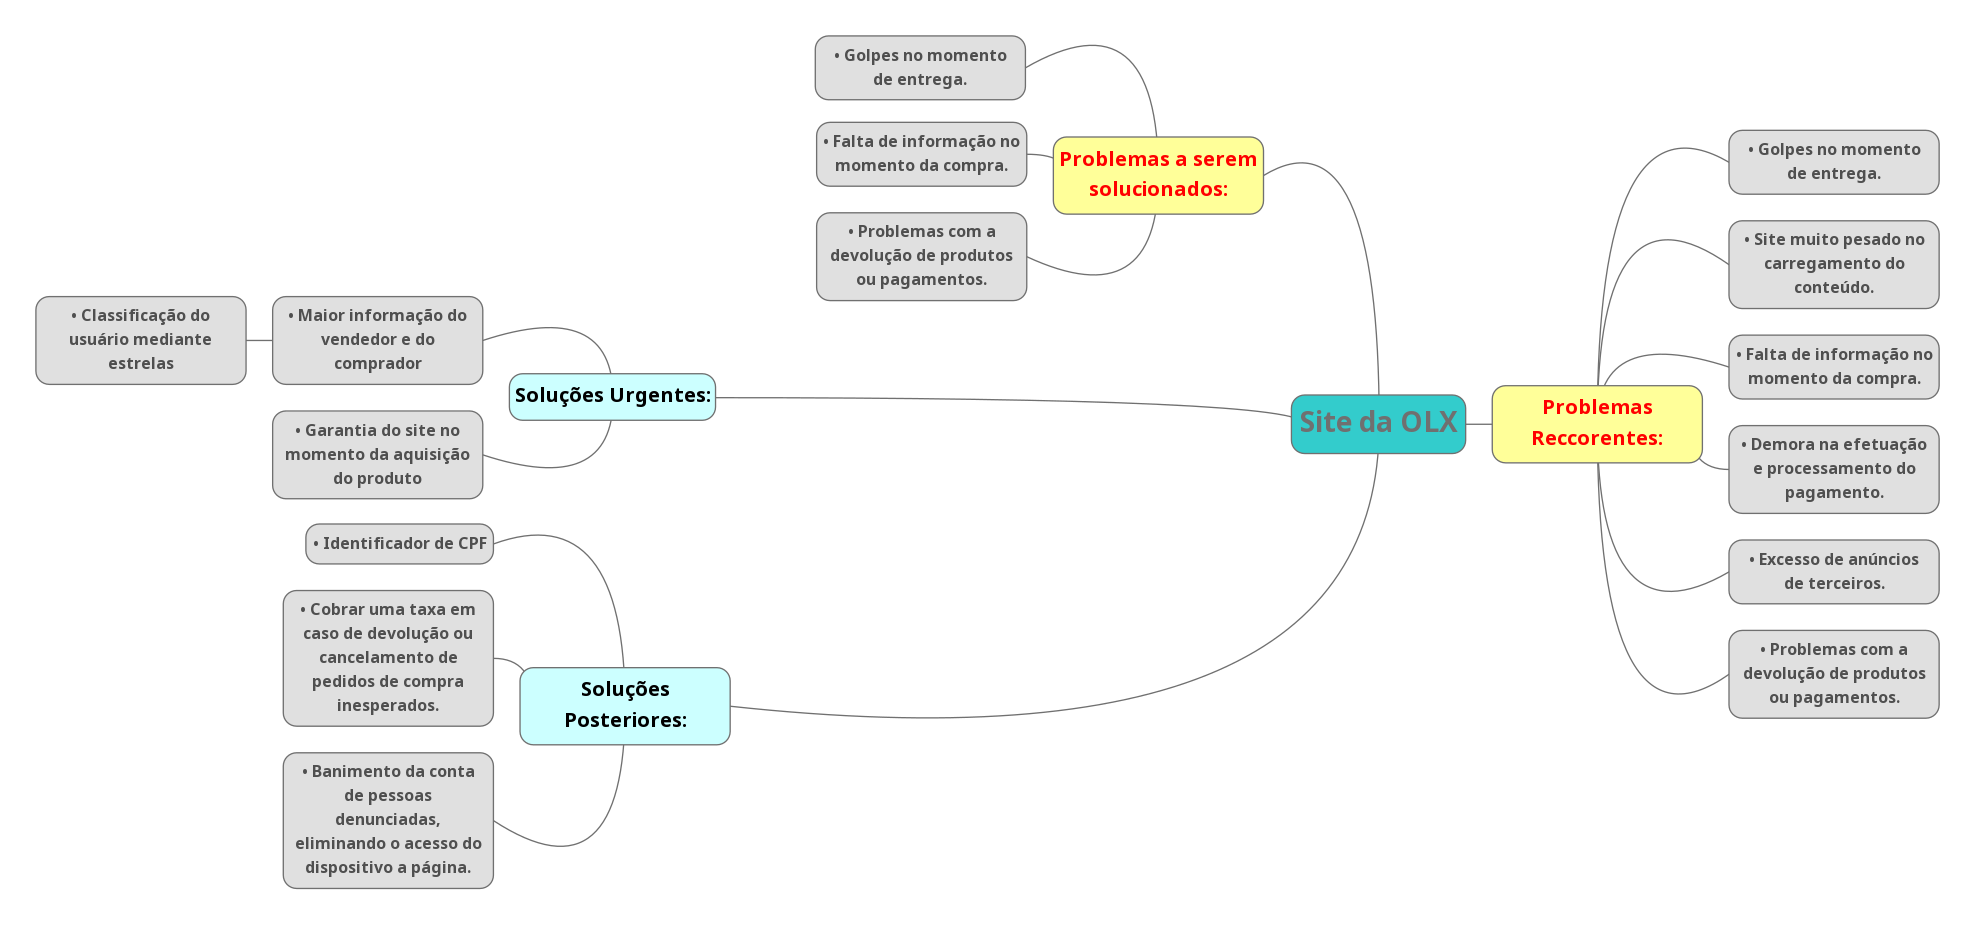 • Golpes no momento
de entrega.
• Falta de informação no
momento da compra.
• Problemas com a
devolução de produtos
ou pagamentos.
Problemas a serem
solucionados:
• Classificação do
usuário mediante
estrelas
• Maior informação do
vendedor e do
comprador
• Garantia do site no
momento da aquisição
do produto
Soluções Urgentes:
• Identificador de CPF
• Cobrar uma taxa em
caso de devolução ou
cancelamento de
pedidos de compra
inesperados.
• Banimento da conta
de pessoas
denunciadas,
eliminando o acesso do
dispositivo a página.
Soluções
Posteriores:
Site da OLX
Problemas
Reccorentes:
• Golpes no momento
de entrega.
• Site muito pesado no
carregamento do
conteúdo.
• Falta de informação no
momento da compra.
• Demora na efetuação
e processamento do
pagamento.
• Excesso de anúncios
de terceiros.
• Problemas com a
devolução de produtos
ou pagamentos.